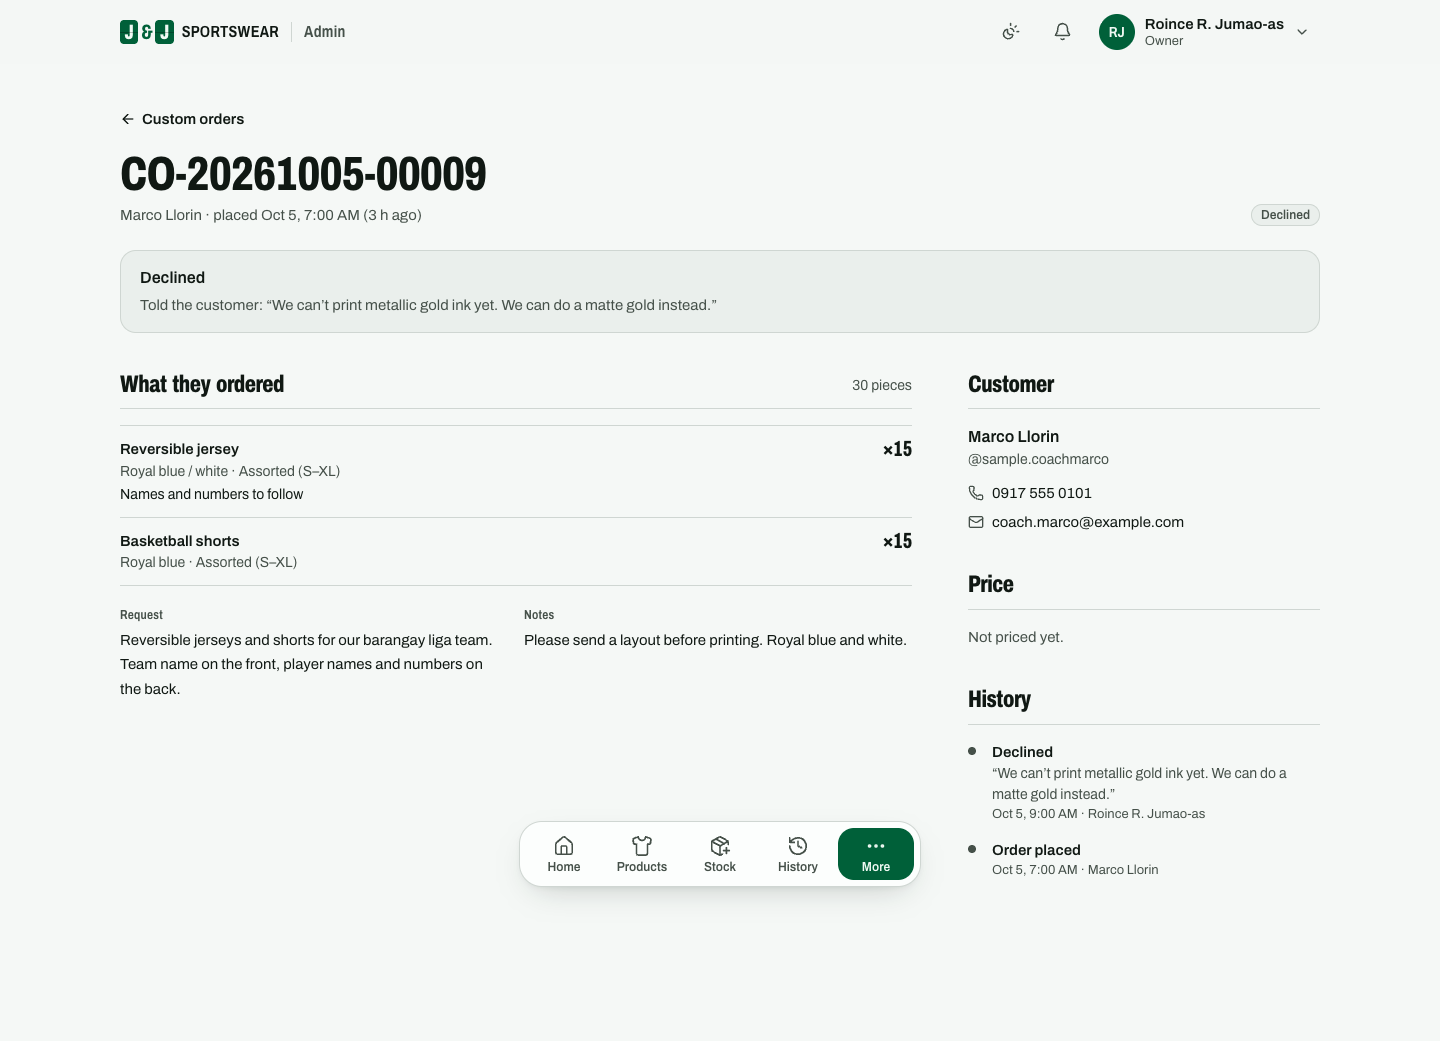 J & J SPORTSWEAR
Admin
RJ
Roince R. Jumao-as
Owner
Custom orders
CO-20261005-00009
Marco Llorin · placed Oct 5, 7:00 AM (3 h ago)
Declined
Declined
Told the customer: “We can’t print metallic gold ink yet. We can do a matte gold instead.”
What they ordered
30 pieces
Reversible jersey
×15
Royal blue / white · Assorted (S–XL)
Names and numbers to follow
Basketball shorts
×15
Royal blue · Assorted (S–XL)
Request
Reversible jerseys and shorts for our barangay liga team.
Team name on the front, player names and numbers on
the back.
Notes
Please send a layout before printing. Royal blue and white.
Customer
Marco Llorin
@sample.coachmarco
0917 555 0101
coach.marco@example.com
Price
Not priced yet.
History
Declined
“We can’t print metallic gold ink yet. We can do a
matte gold instead.”
Oct 5, 9:00 AM · Roince R. Jumao-as
Order placed
Oct 5, 7:00 AM · Marco Llorin
Home
Products
Stock
History
More